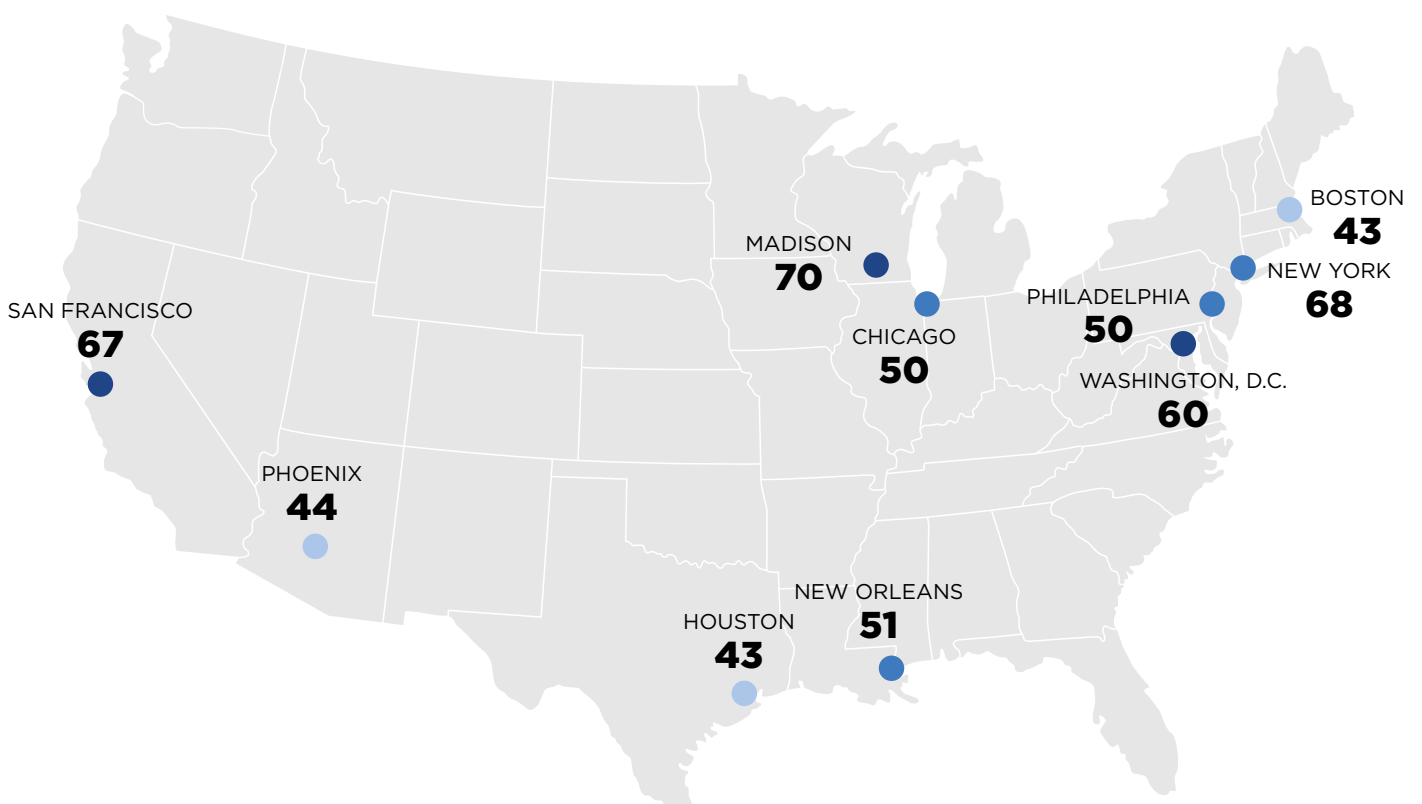 BOSTON
43
MADISON
70
NEW YORK
68
PHILADELPHIA
50
SAN FRANCISCO
67
CHICAGO
50
WASHINGTON, D.C.
60
PHOENIX
44
NEW ORLEANS
51
HOUSTON
43